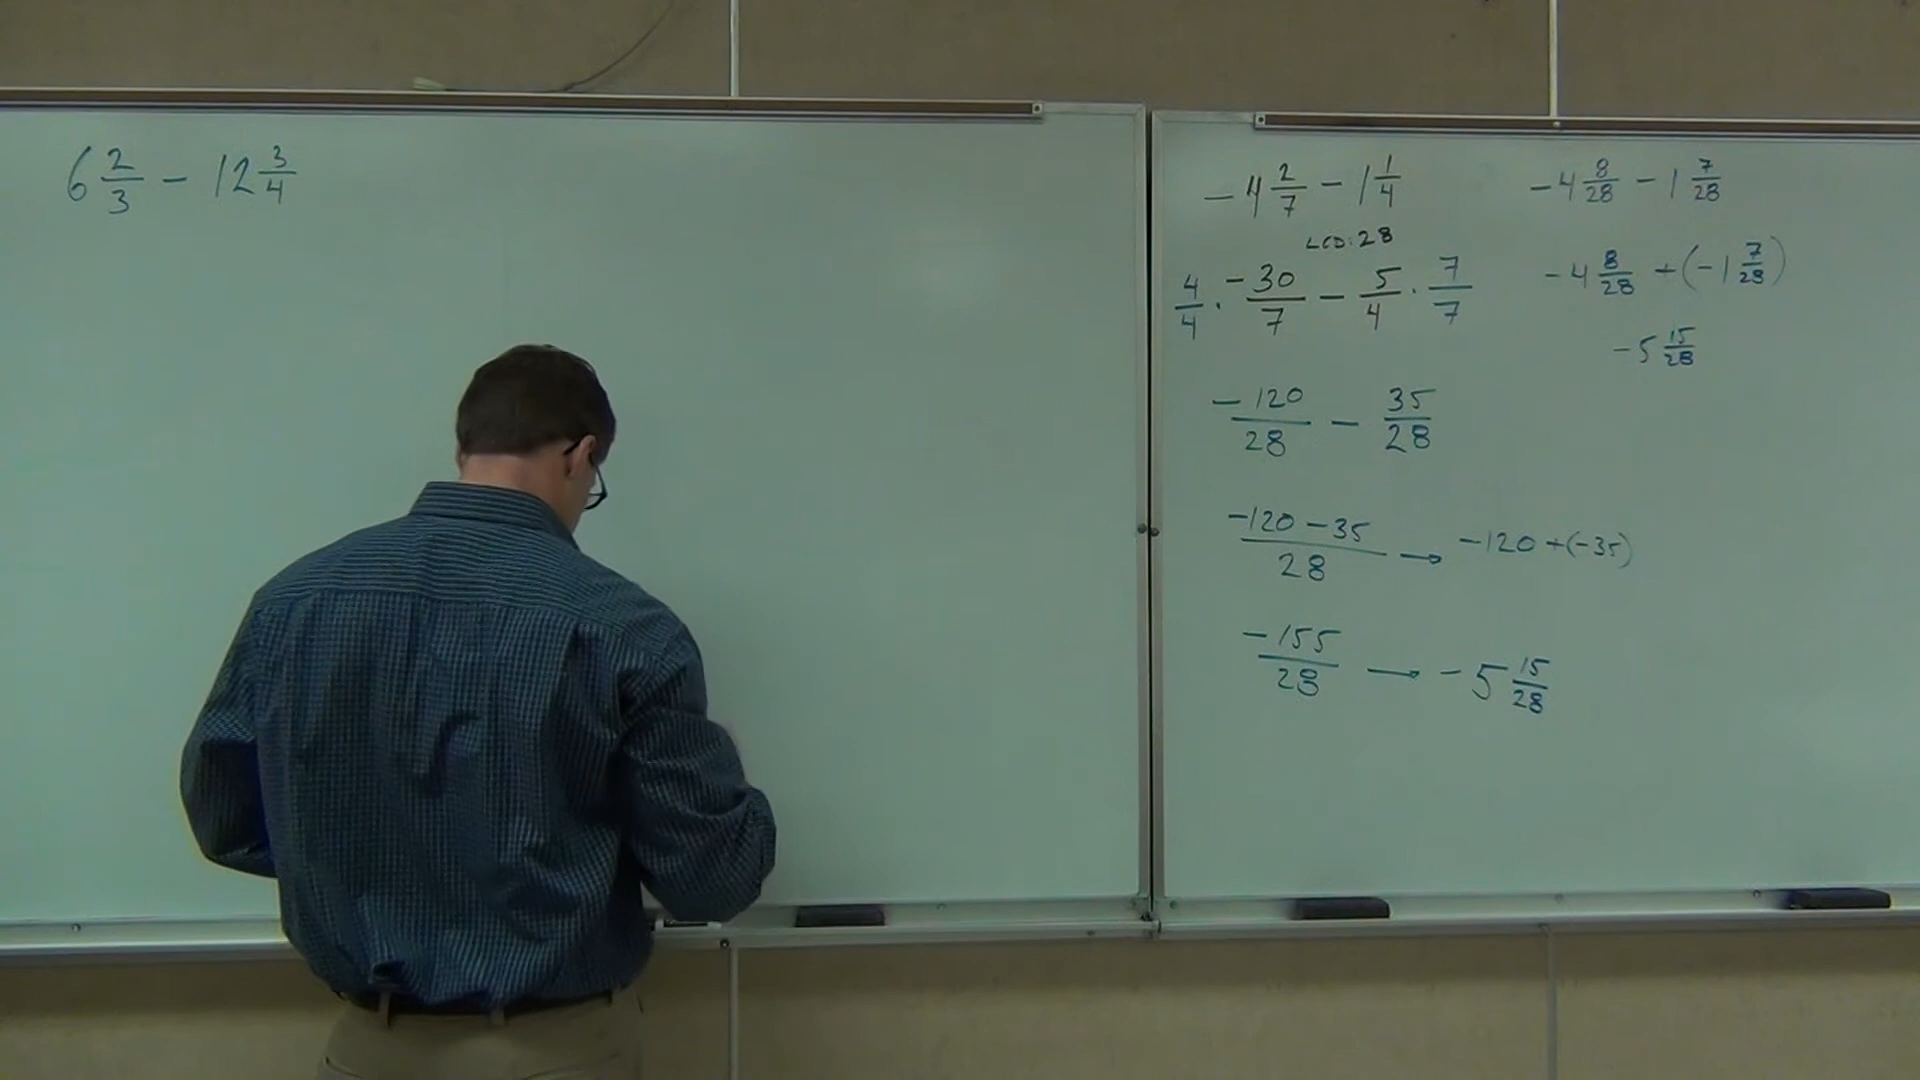 6 2/3 - 12 3/4
-4 2/7 - 1 1/4
LCD: 28
4/4 · -30/7 - 5/4 · 7/7
-120/28 - 35/28
-120 - 35/28 → -120 + (-35)
-155/28 → -5 15/28
-4 8/28 - 1 7/28
-4 8/28 + (-1 7/28)
-5 15/28